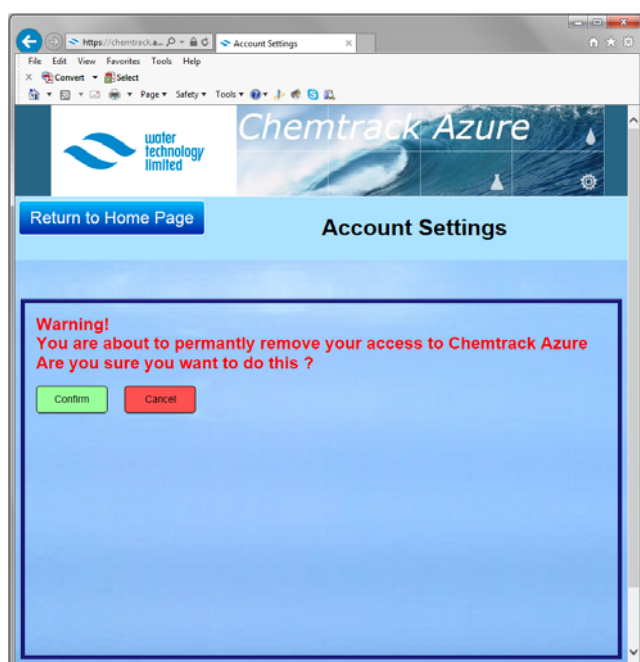 https://chemtrack.a...
Account Settings
File Edit View Favorites Tools Help
Convert Select
Page Safety Tools
water
technology
limited
Chemtrack Azure
Return to Home Page
Account Settings
Warning!
You are about to permantly remove your access to Chemtrack Azure
Are you sure you want to do this ?
Confirm Cancel